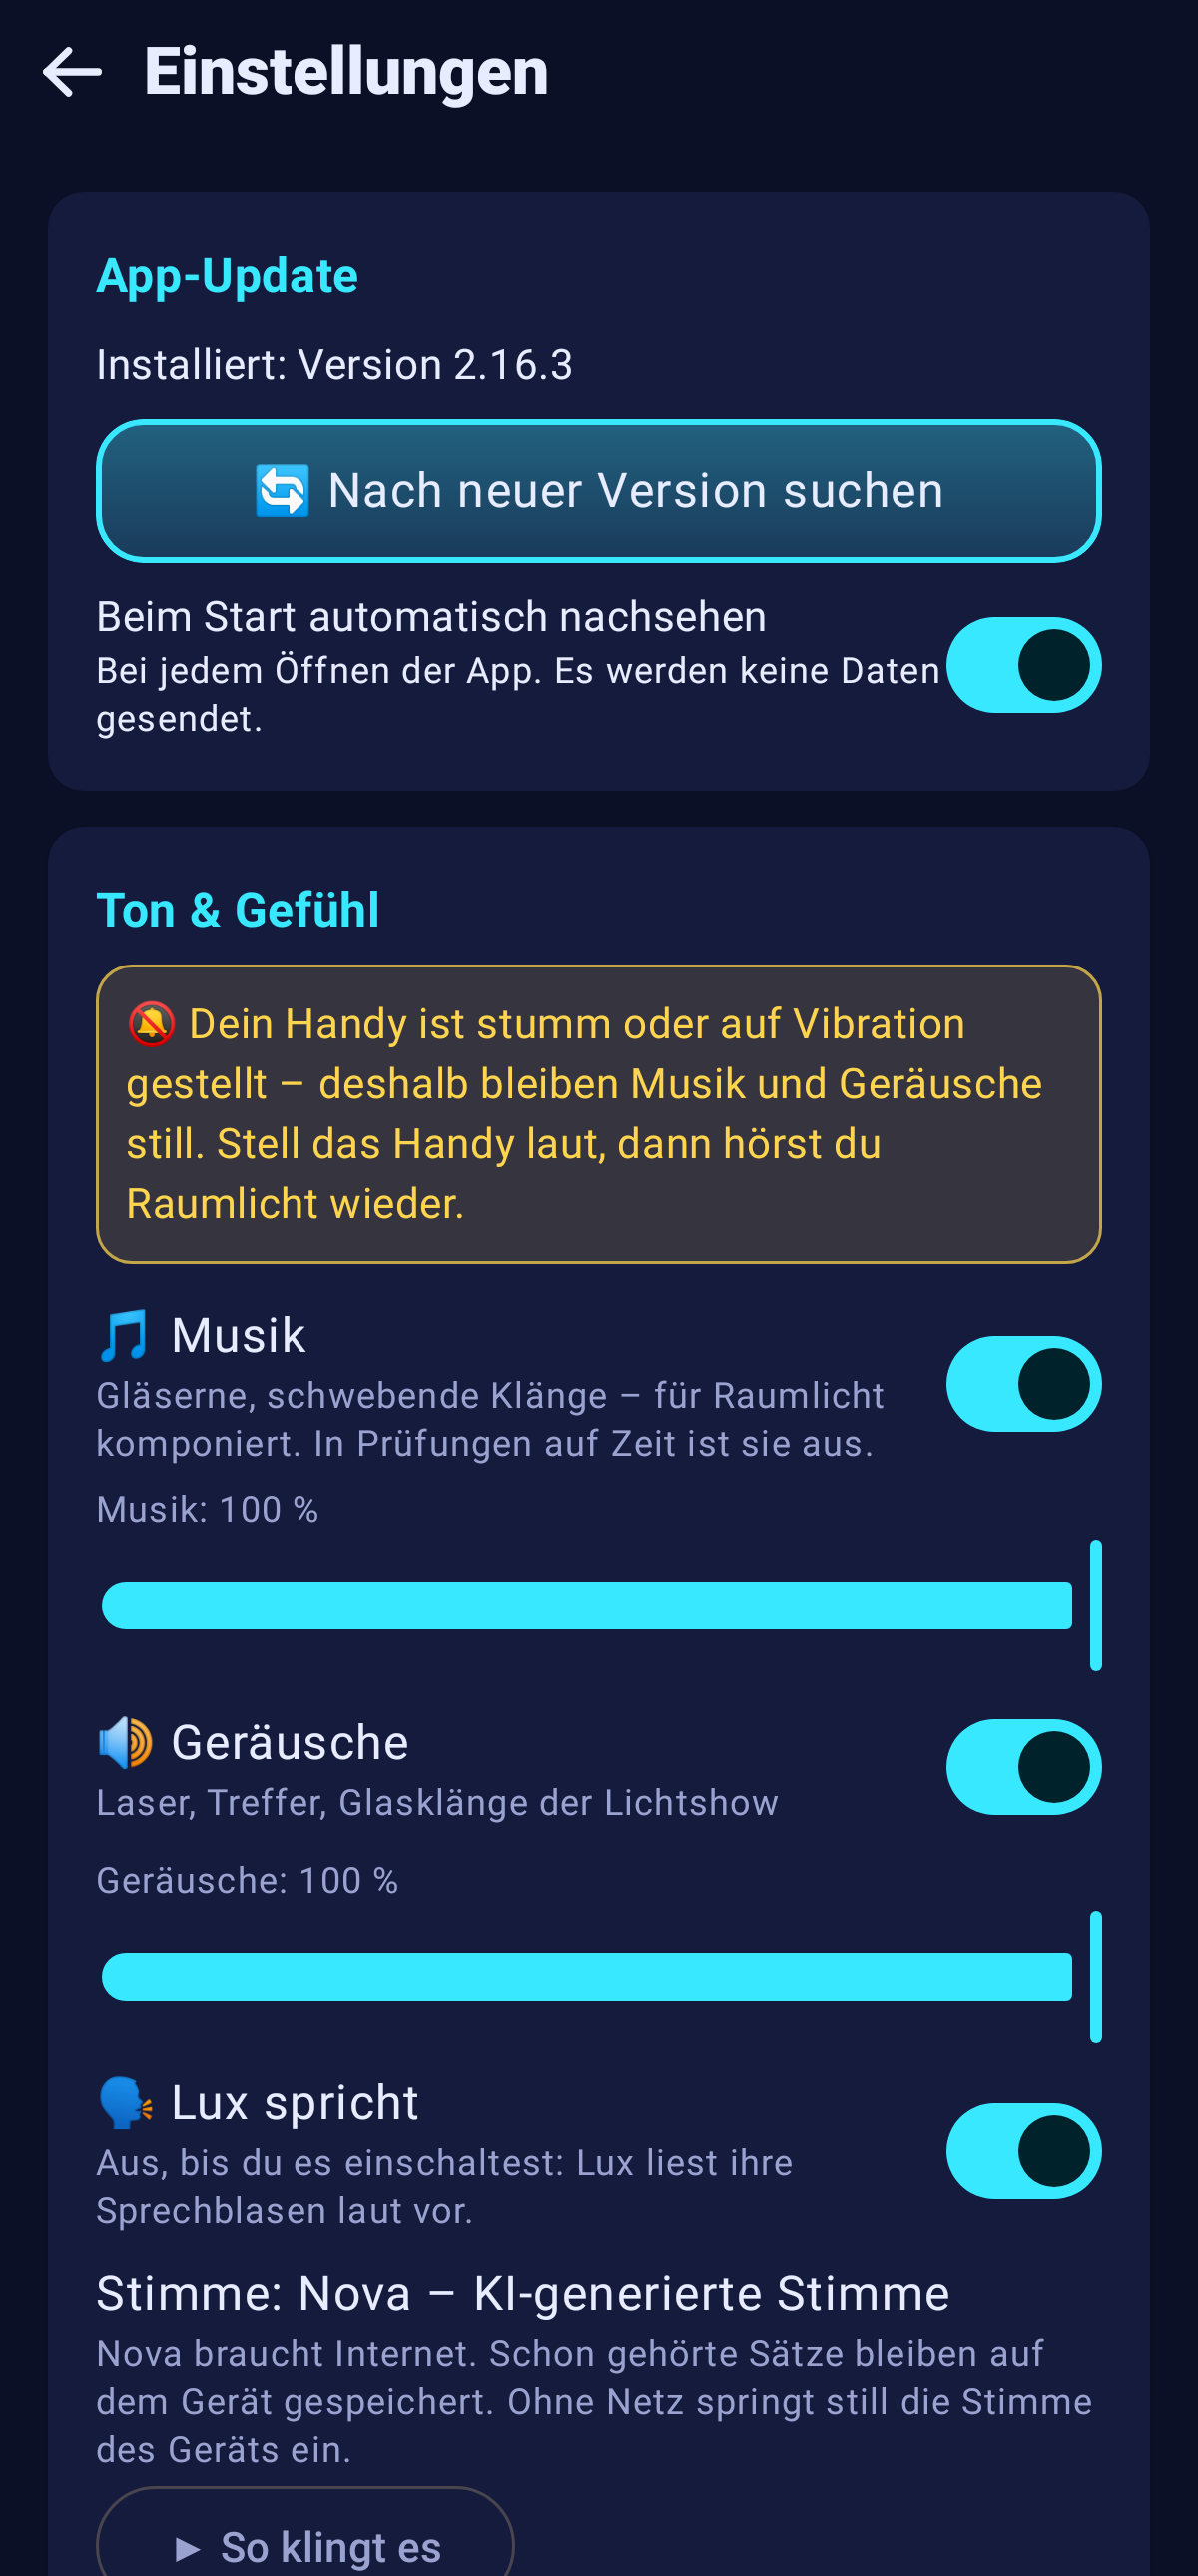 Einstellungen
App-Update
Installiert: Version 2.16.3
Nach neuer Version suchen
Beim Start automatisch nachsehen
Bei jedem Öffnen der App. Es werden keine Daten
gesendet.
Ton & Gefühl
Dein Handy ist stumm oder auf Vibration
gestellt – deshalb bleiben Musik und Geräusche
still. Stell das Handy laut, dann hörst du
Raumlicht wieder.
Musik
Gläserne, schwebende Klänge – für Raumlicht
komponiert. In Prüfungen auf Zeit ist sie aus.
Musik: 100 %
Geräusche
Laser, Treffer, Glasklänge der Lichtshow
Geräusche: 100 %
Lux spricht
Aus, bis du es einschaltest: Lux liest ihre
Sprechblasen laut vor.
Stimme: Nova – KI-generierte Stimme
Nova braucht Internet. Schon gehörte Sätze bleiben auf
dem Gerät gespeichert. Ohne Netz springt still die Stimme
des Geräts ein.
► So klingt es